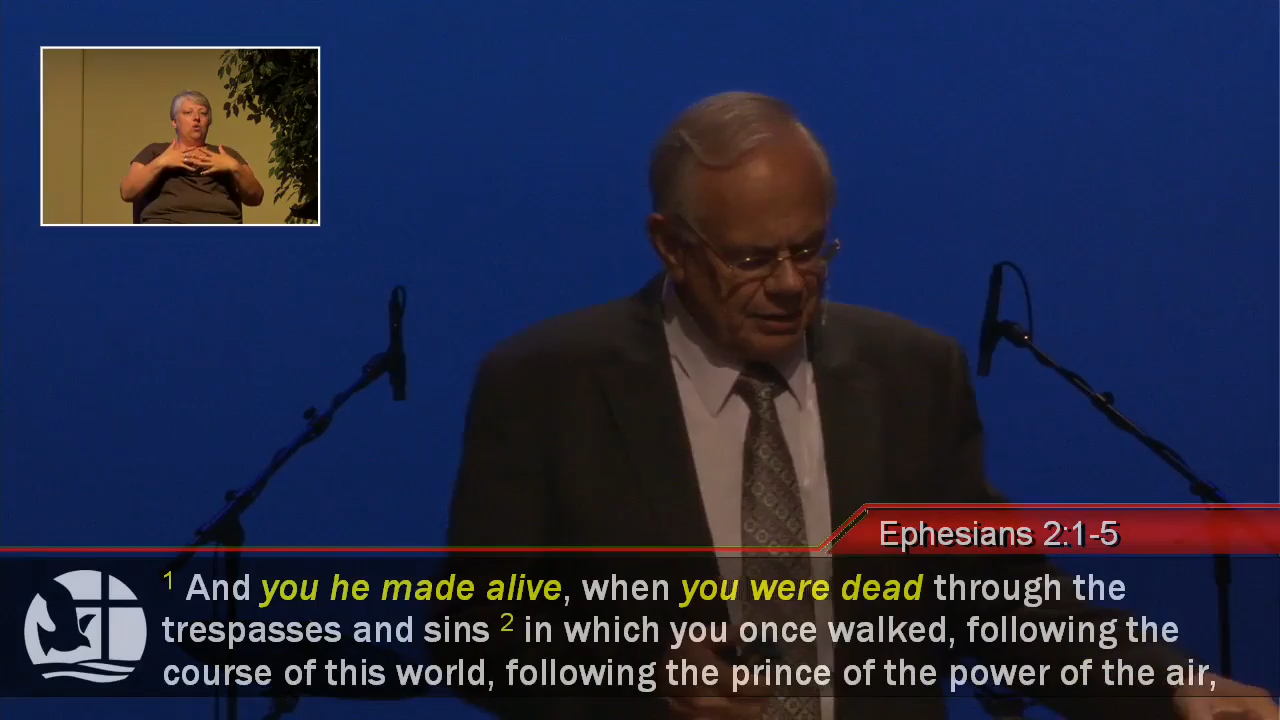 Ephesians 2:1-5
1 And you he made alive, when you were dead through the
trespasses and sins 2 in which you once walked, following the
course of this world, following the prince of the power of the air,